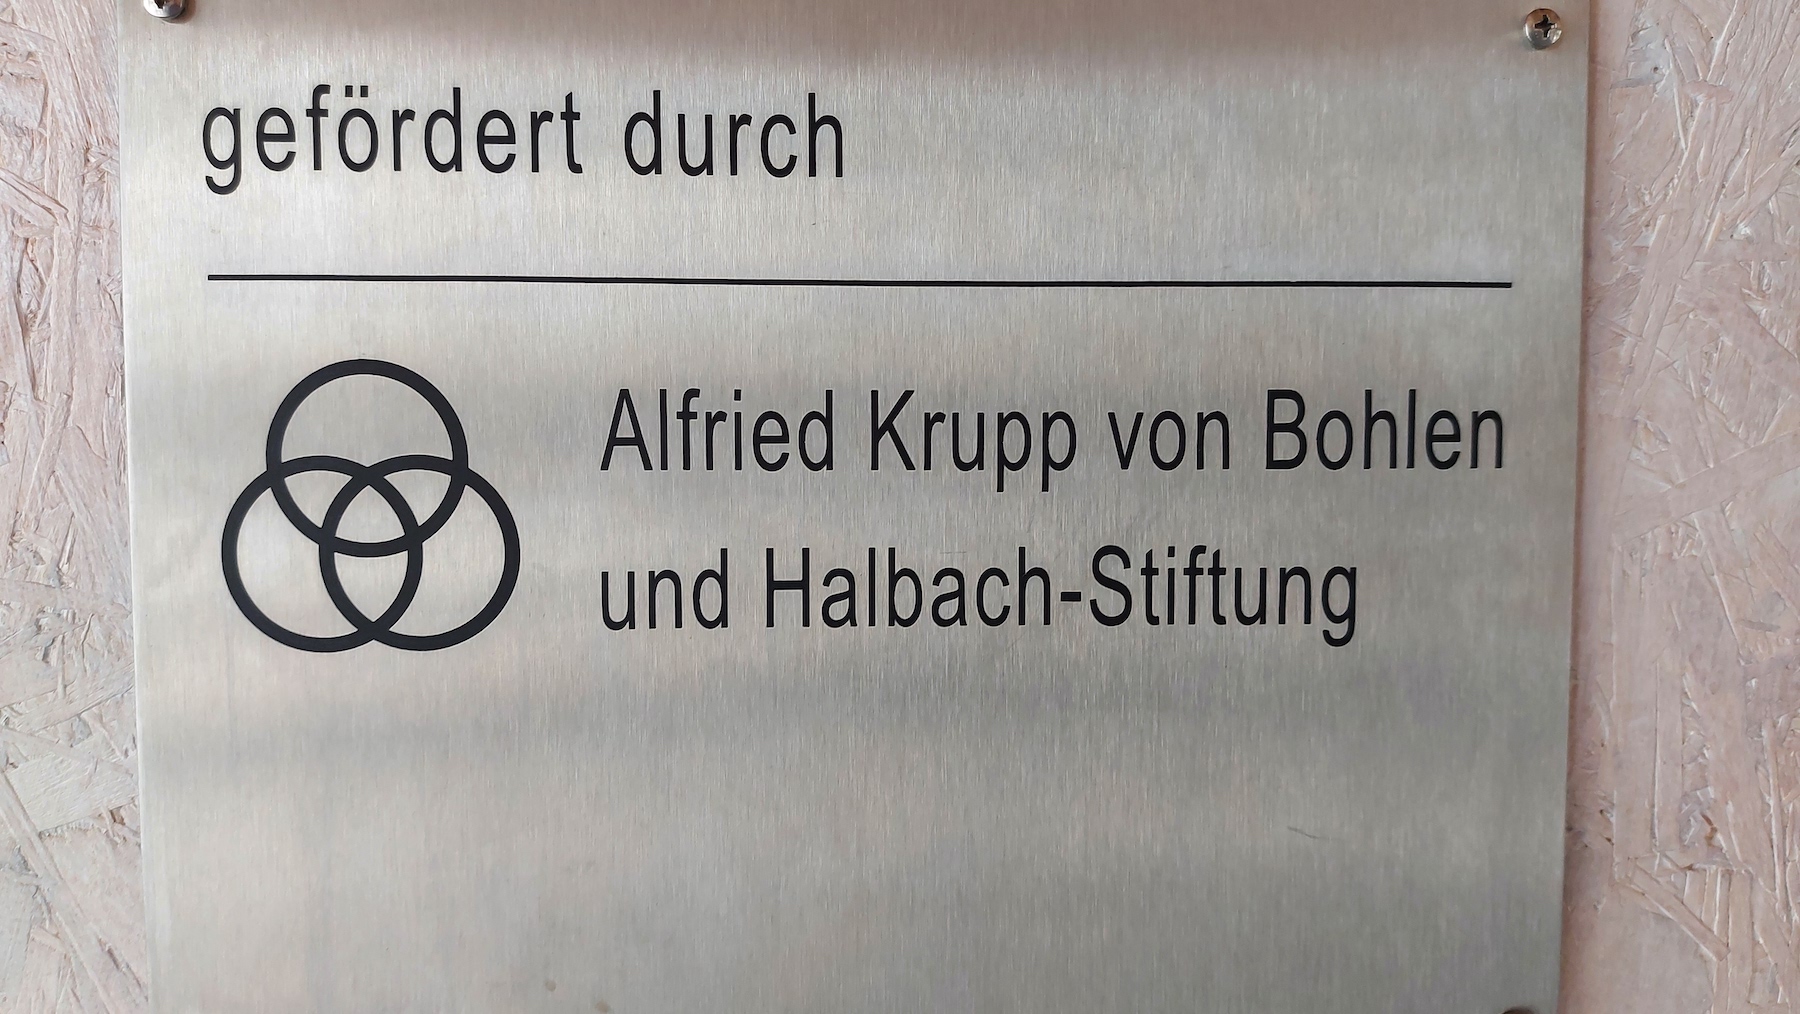 gefördert durch
Alfried Krupp von Bohlen
und Halbach-Stiftung